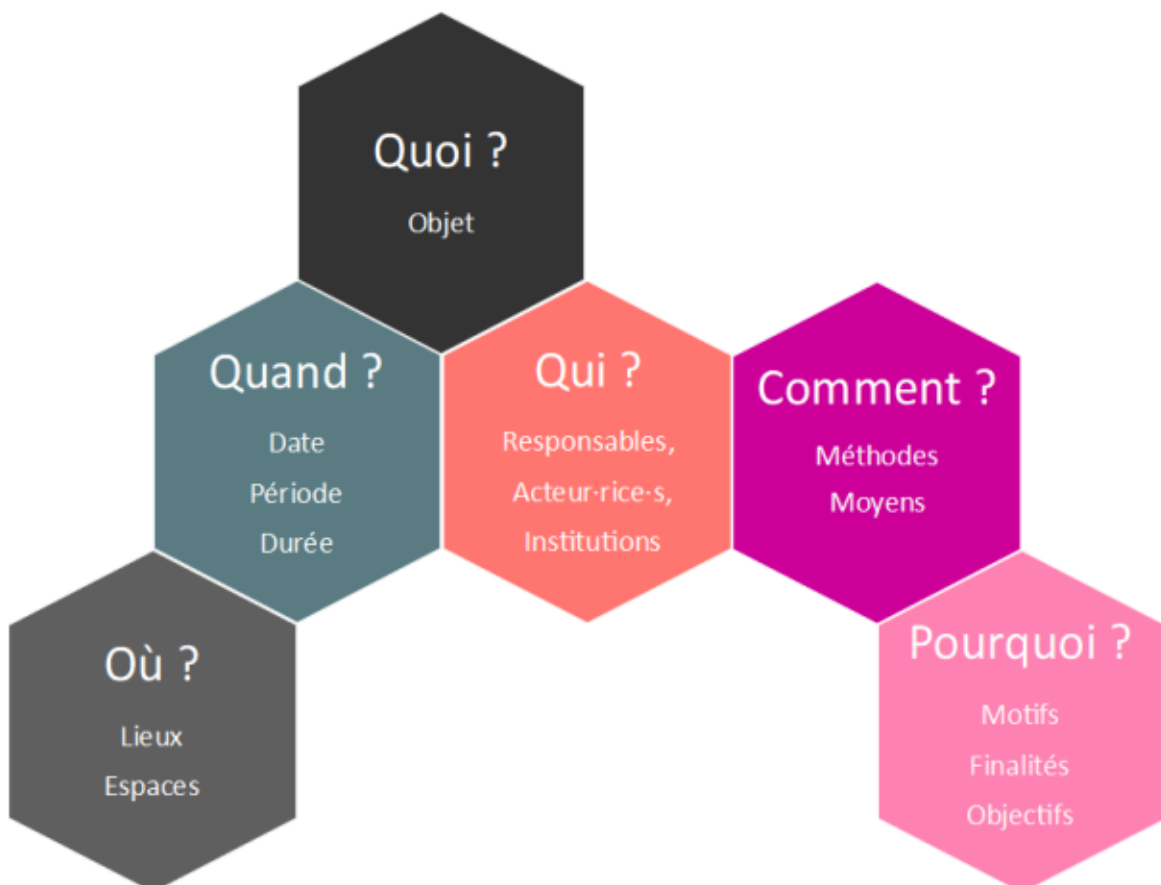 Quoi ?
Objet
Quand ?
Date
Période
Durée
Qui ?
Responsables,
Acteur·rice·s,
Institutions
Comment ?
Méthodes
Moyens
Où ?
Lieux
Espaces
Pourquoi ?
Motifs
Finalités
Objectifs